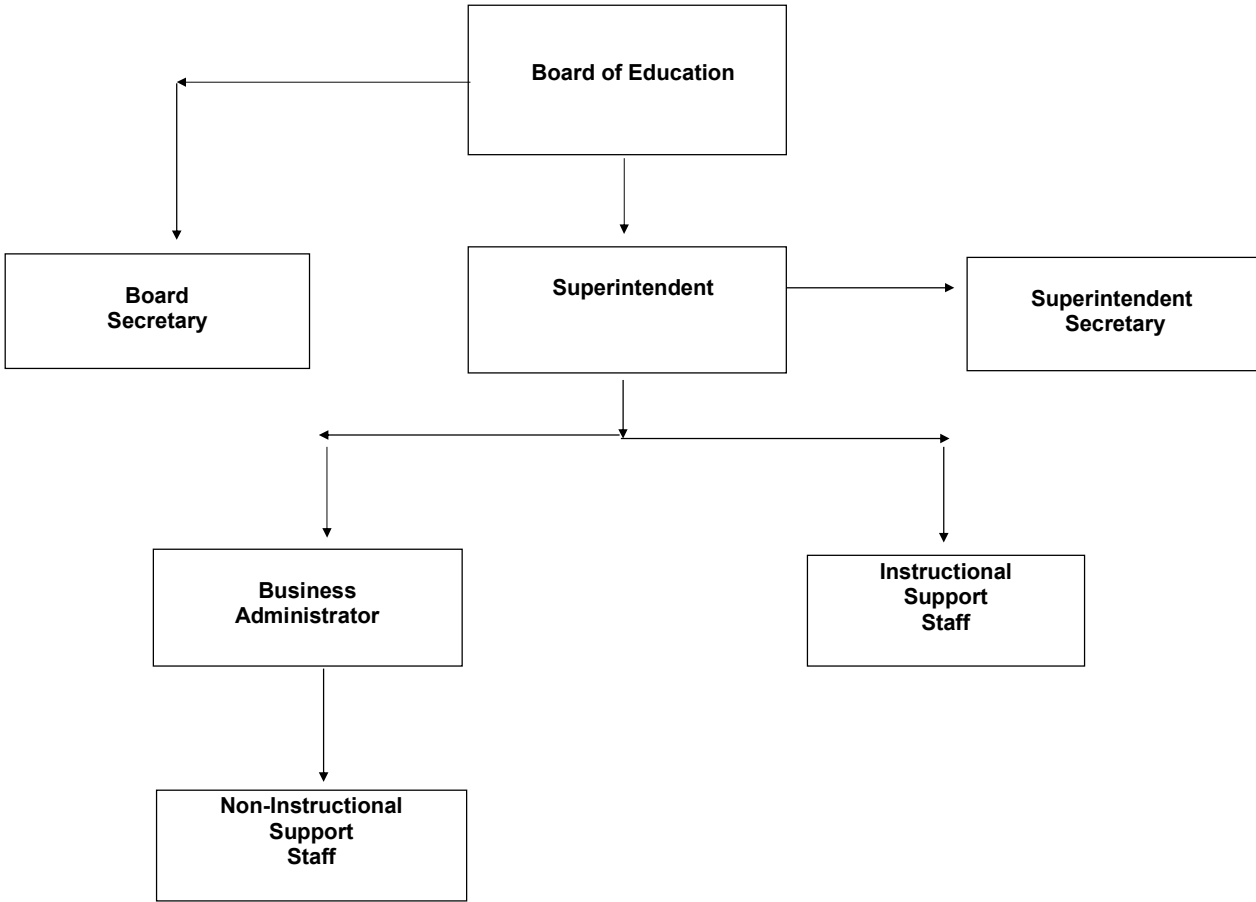 Board of Education
Board
Secretary
Superintendent
Superintendent
Secretary
Business
Administrator
Instructional
Support
Staff
Non-Instructional
Support
Staff